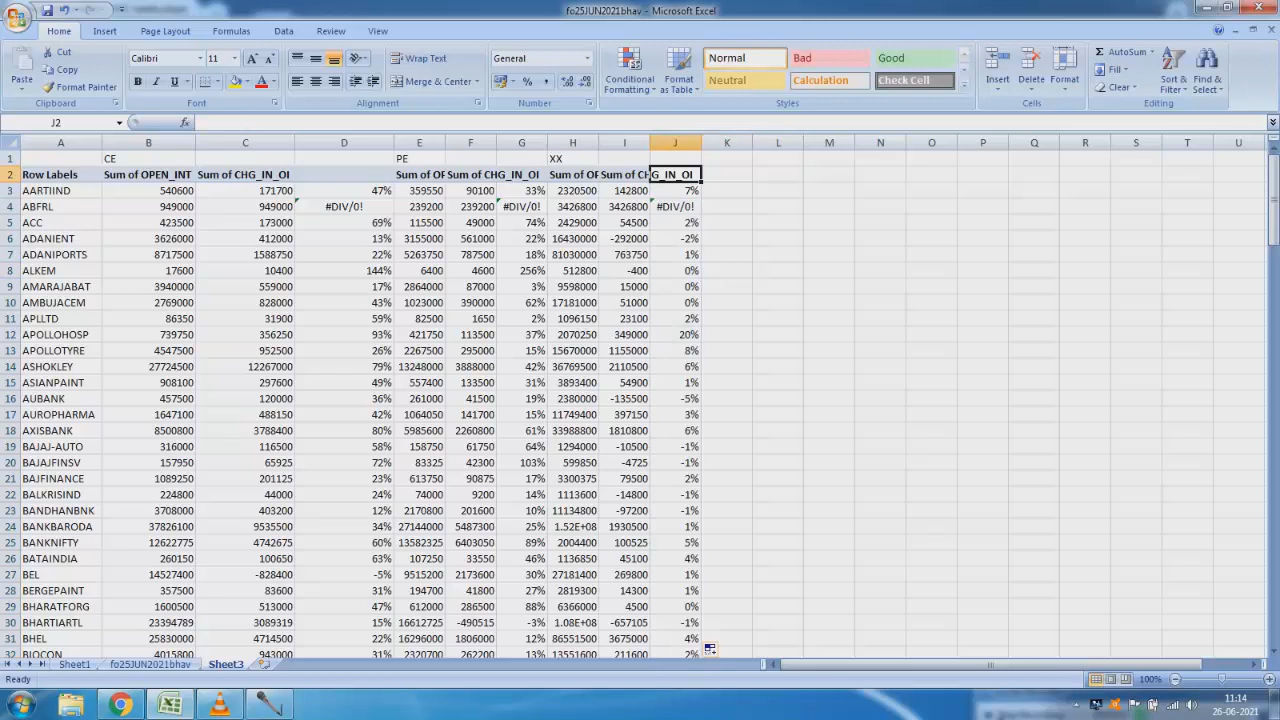 fo25JUN2021bhav - Microsoft Excel
Home Insert Page Layout Formulas Data Review View
Cut
Copy
Format Painter
Paste
Clipboard
Calibri 11
B I U
Font
Wrap Text
Merge & Center
Alignment
General
Number
Conditional Formatting
Format as Table
Normal Bad Good
Neutral Calculation Check Cell
Styles
Insert Delete Format
Cells
AutoSum
Fill
Clear
Sort & Filter
Find & Select
Editing
J2 fx
A B C D E F G H I J K L M N O P Q R S T U
1 CE PE XX
2 Row Labels Sum of OPEN_INT Sum of CHG_IN_OI Sum of OP Sum of CHG_IN_OI Sum of OP Sum of CHG_IN_OI
3 AARTIIND 540600 171700 47% 359550 90100 33% 2320500 142800 7%
4 ABFRL 949000 949000 #DIV/0! 239200 239200 #DIV/0! 3426800 3426800 #DIV/0!
5 ACC 423500 173000 69% 115500 49000 74% 2429000 54500 2%
6 ADANIENT 3626000 412000 13% 3155000 561000 22% 16430000 -292000 -2%
7 ADANIPORTS 8717500 1588750 22% 5263750 787500 18% 81030000 763750 1%
8 ALKEM 17600 10400 144% 6400 4600 256% 512800 -400 0%
9 AMARAJABAT 3940000 559000 17% 2864000 87000 3% 9598000 15000 0%
10 AMBUJACEM 2769000 828000 43% 1023000 390000 62% 17181000 51000 0%
11 APLLTD 86350 31900 59% 82500 1650 2% 1096150 23100 2%
12 APOLLOHOSP 739750 356250 93% 421750 113500 37% 2070250 349000 20%
13 APOLLOTYRE 4547500 952500 26% 2267500 295000 15% 15670000 1155000 8%
14 ASHOKLEY 27724500 12267000 79% 13248000 3888000 42% 36769500 2110500 6%
15 ASIANPAINT 908100 297600 49% 557400 133500 31% 3893400 54900 1%
16 AUBANK 457500 120000 36% 261000 41500 19% 2380000 -135500 -5%
17 AUROPHARMA 1647100 488150 42% 1064050 141700 15% 11749400 397150 3%
18 AXISBANK 8500800 3788400 80% 5985600 2260800 61% 33988800 1810800 6%
19 BAJAJ-AUTO 316000 116500 58% 158750 61750 64% 1294000 -10500 -1%
20 BAJAJFINSV 157950 65925 72% 83325 42300 103% 599850 -4725 -1%
21 BAJFINANCE 1089250 201125 23% 613750 90875 17% 3300375 79500 2%
22 BALKRISIND 224800 44000 24% 74000 9200 14% 1113600 -14800 -1%
23 BANDHANBNK 3708000 403200 12% 2170800 201600 10% 11134800 -97200 -1%
24 BANKBARODA 37826100 9535500 34% 27144000 5487300 25% 1.52E+08 1930500 1%
25 BANKNIFTY 12622775 4742675 60% 13582325 6403050 89% 2004400 100525 5%
26 BATAINDIA 260150 100650 63% 107250 33550 46% 1136850 45100 4%
27 BEL 14527400 -828400 -5% 9515200 2173600 30% 27181400 269800 1%
28 BERGEPAINT 357500 83600 31% 194700 41800 27% 2819300 14300 1%
29 BHARATFORG 1600500 513000 47% 612000 286500 88% 6366000 4500 0%
30 BHARTIARTL 23394789 3089319 15% 16612725 -490515 -3% 1.08E+08 -657105 -1%
31 BHEL 25830000 4714500 22% 16296000 1806000 12% 86551500 3675000 4%
32 BIOCON 4015800 943000 31% 2320700 262200 13% 13551600 211600 2%
Sheet1 fo25JUN2021bhav Sheet3
Ready 100%
11:14
26-06-2021